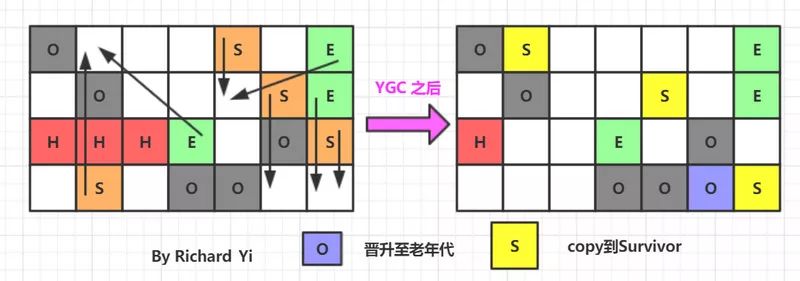 O S E
O S E
H H H E O S
S O O
YGC 之后
O S E
O S E
H E O
O O O S
By Richard Yi
O 晋升至老年代
S copy到Survivor